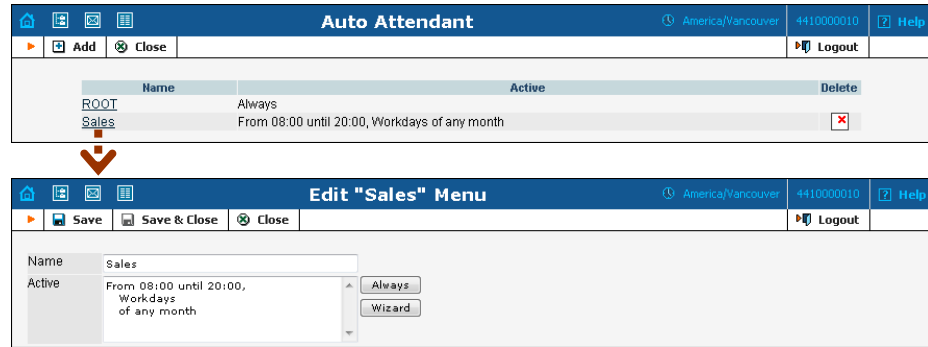 Auto Attendant America/Vancouver 4410000010 ? Help
Add Close Logout
Name Active Delete
ROOT Always
Sales From 08:00 until 20:00, Workdays of any month
Edit "Sales" Menu America/Vancouver 4410000010 ? Help
Save Save & Close Close Logout
Name Sales
Active From 08:00 until 20:00, Always
Workdays
of any month Wizard